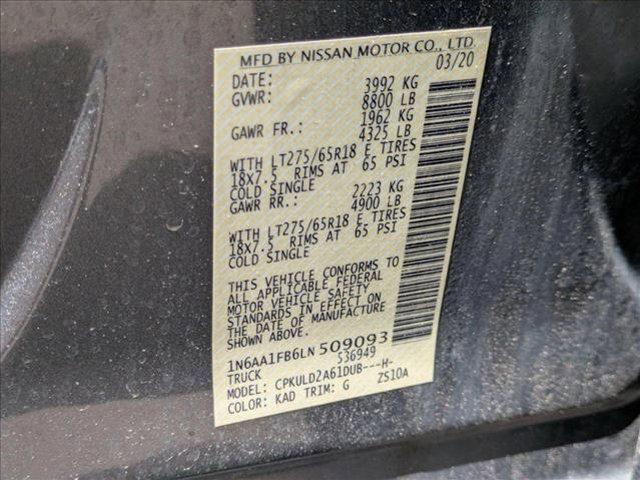 MFD BY NISSAN MOTOR CO., LTD.
DATE: 03/20
GVWR: 3992 KG
8800 LB
GAWR FR.: 1962 KG
4325 LB
WITH LT275/65R18 E TIRES
18x7.5 RIMS AT 65 PSI
COLD SINGLE
GAWR RR.: 2223 KG
4900 LB
WITH LT275/65R18 E TIRES
18x7.5 RIMS AT 65 PSI
COLD SINGLE
THIS VEHICLE CONFORMS TO
ALL APPLICABLE FEDERAL
MOTOR VEHICLE SAFETY
STANDARDS IN EFFECT ON
THE DATE OF MANUFACTURE
SHOWN ABOVE.
1N6AA1FB6LN509093
TRUCK 536949
MODEL: CPKULD2A61DUB---H-
COLOR: KAD TRIM: G ZS10A